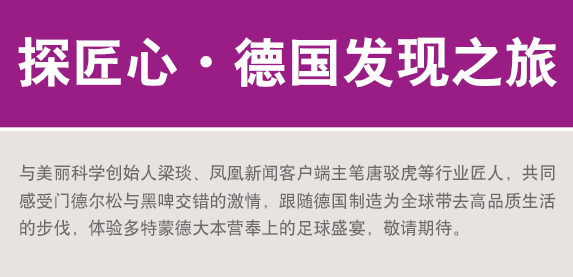 探匠心·德国发现之旅
与美丽科学创始人梁琰、凤凰新闻客户端主笔唐驳虎等行业匠人，共同
感受门德尔松与黑啤交错的激情，跟随德国制造为全球带去高品质生活
的步伐，体验多特蒙德大本营奉上的足球盛宴，敬请期待。